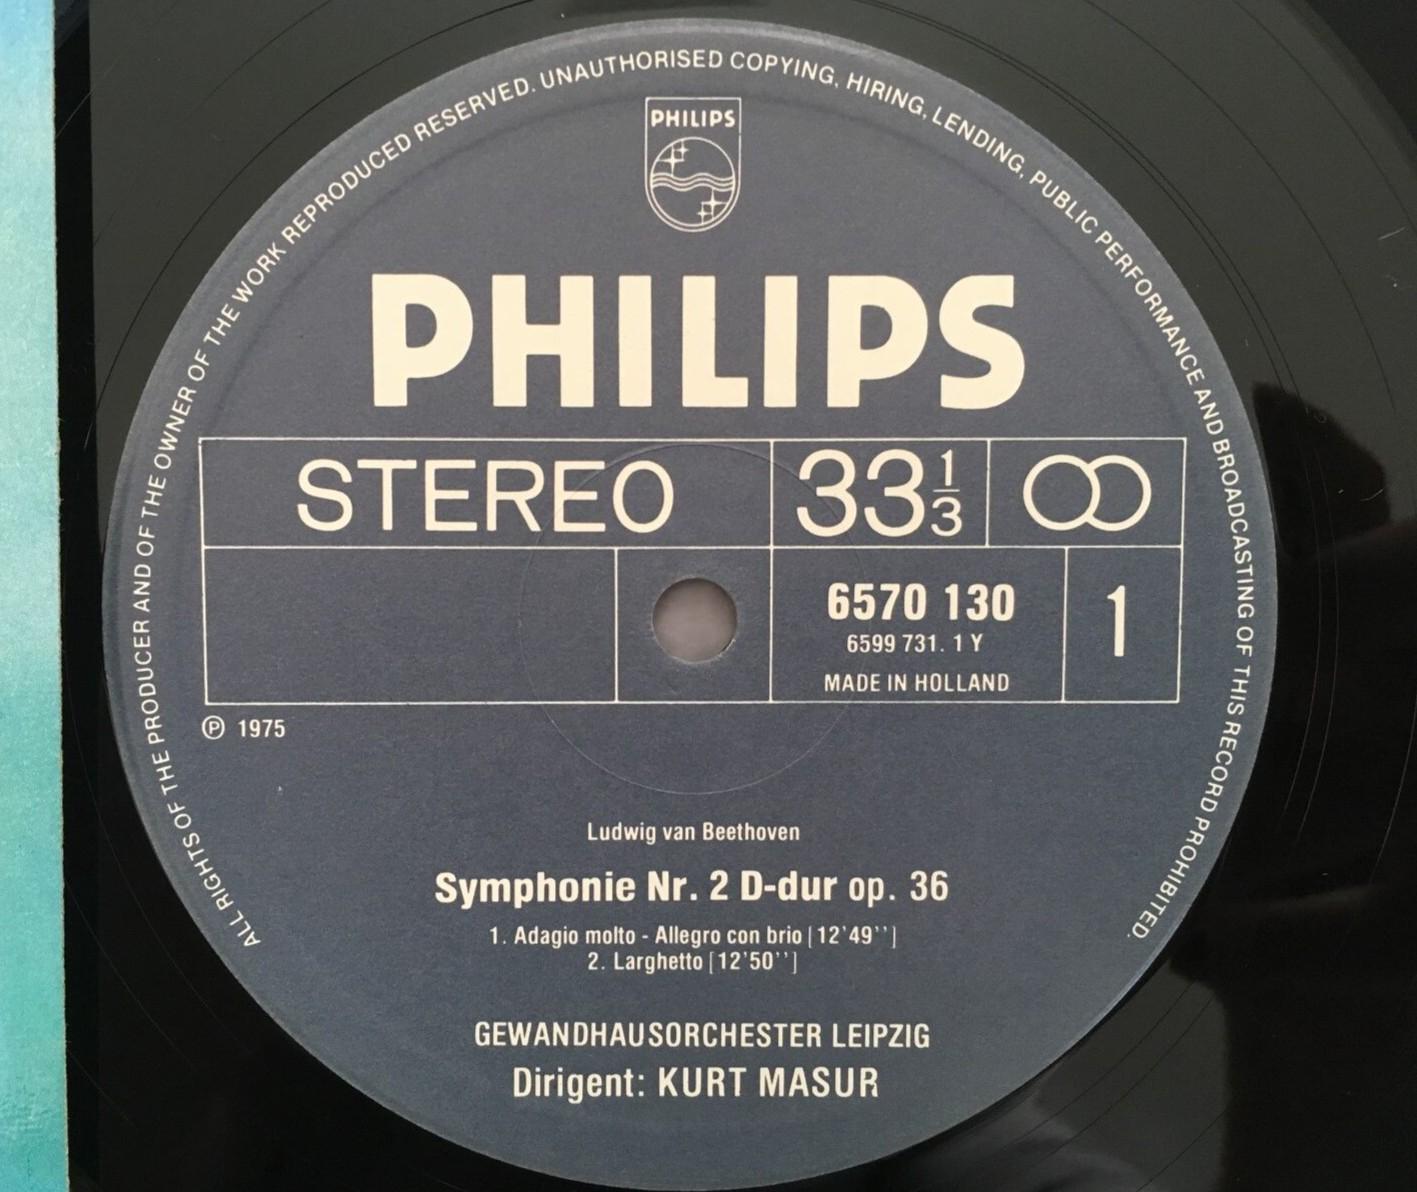 ALL RIGHTS OF THE PRODUCER AND OF THE OWNER OF THE WORK REPRODUCED RESERVED. UNAUTHORISED COPYING, HIRING, LENDING, PUBLIC PERFORMANCE AND BROADCASTING OF THIS RECORD PROHIBITED.
PHILIPS
PHILIPS
STEREO 33 1/3
6570 130 1
6599 731. 1 Y
MADE IN HOLLAND
Ⓟ 1975
Ludwig van Beethoven
Symphonie Nr. 2 D-dur op. 36
1. Adagio molto - Allegro con brio [12'49'']
2. Larghetto [12'50'']
GEWANDHAUSORCHESTER LEIPZIG
Dirigent: KURT MASUR